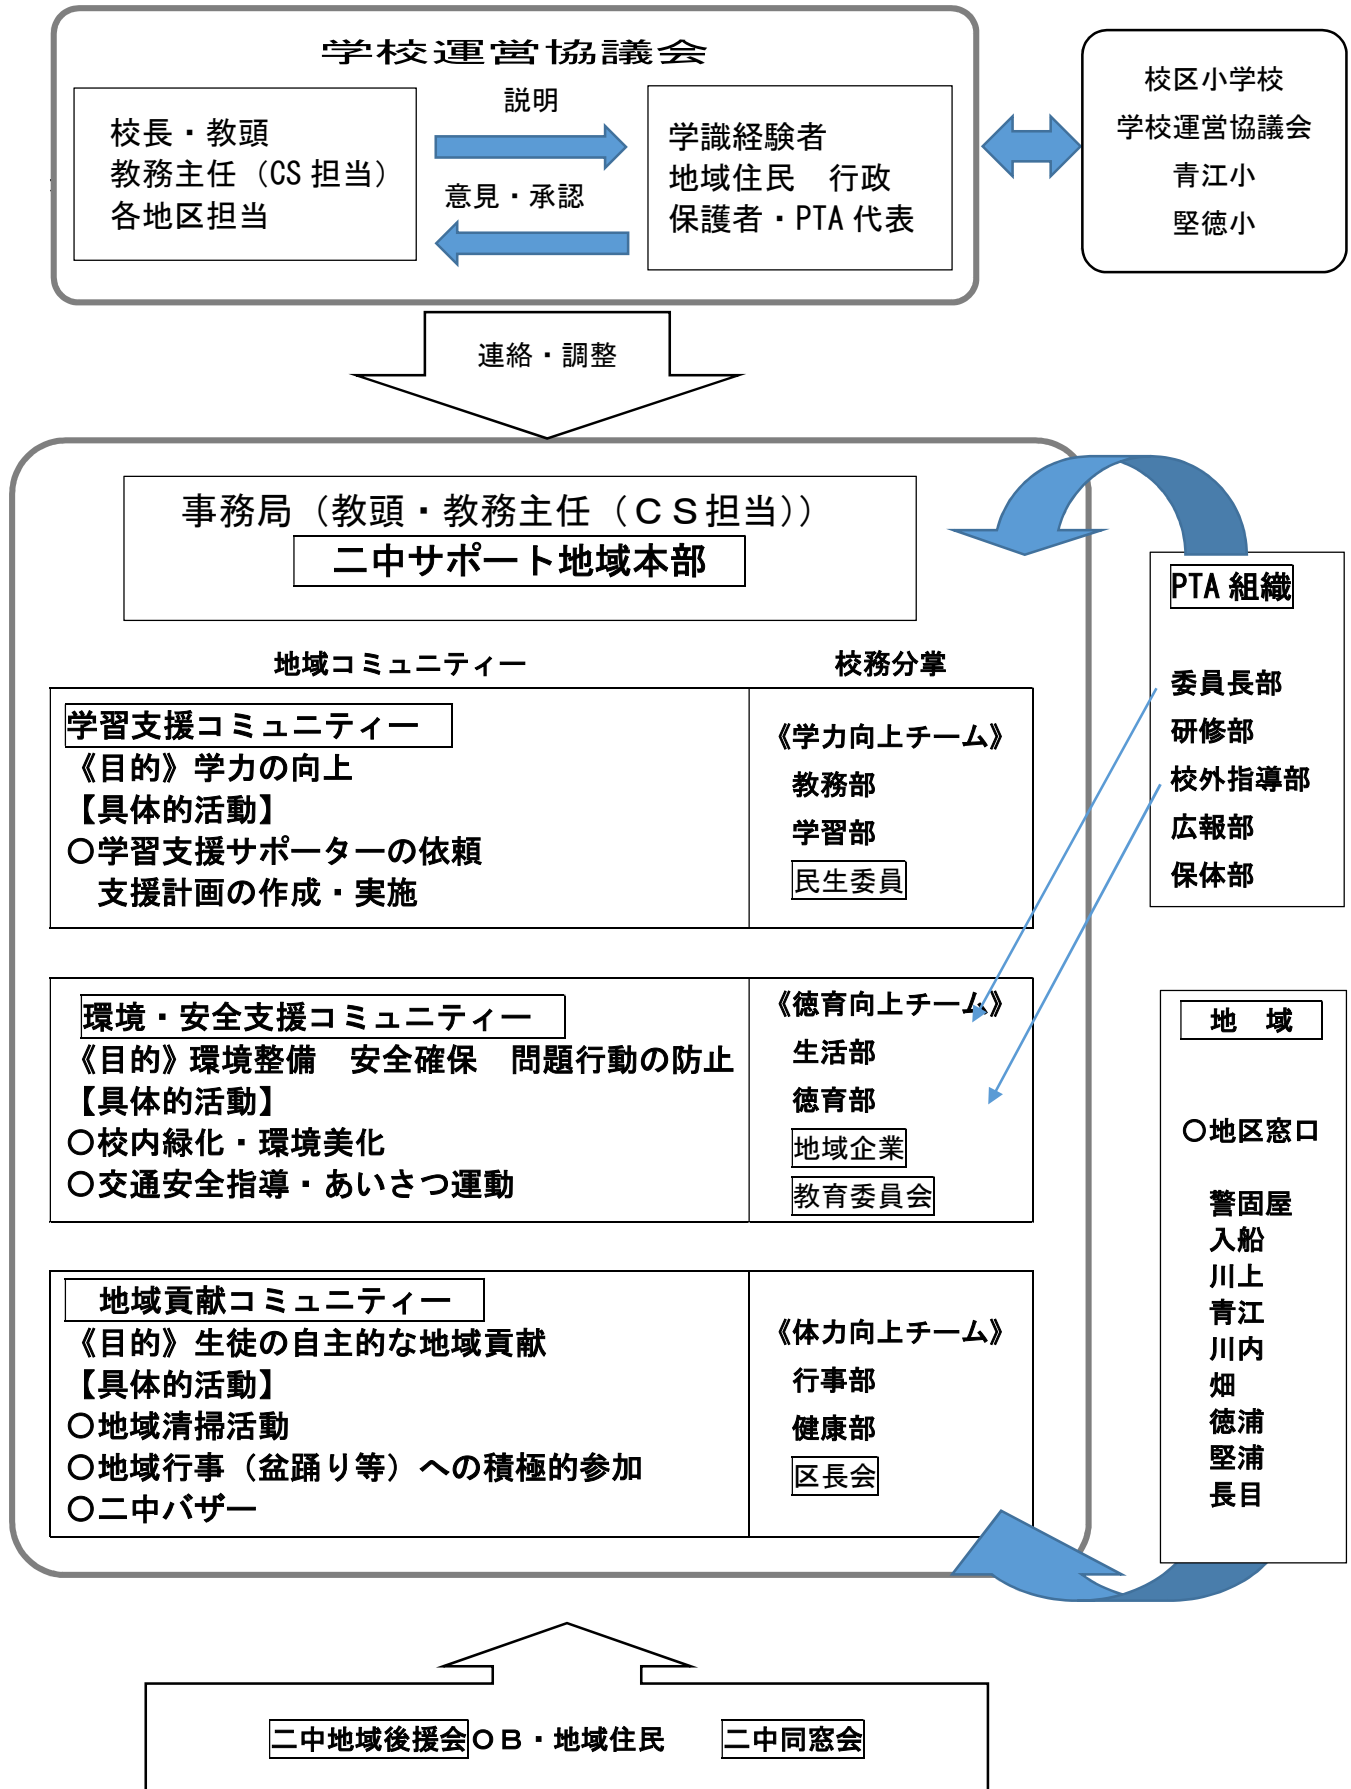 学校運営協議会
校長・教頭
教務主任（CS担当）
各地区担当
説明
意見・承認
学識経験者
地域住民　行政
保護者・PTA代表
校区小学校
学校運営協議会
青江小
堅徳小
連絡・調整
事務局（教頭・教務主任（ＣＳ担当））
二中サポート地域本部
地域コミュニティー
校務分掌
学習支援コミュニティー
《目的》学力の向上
【具体的活動】
〇学習支援サポーターの依頼
支援計画の作成・実施
《学力向上チーム》
教務部
学習部
民生委員
環境・安全支援コミュニティー
《目的》環境整備　安全確保　問題行動の防止
【具体的活動】
〇校内緑化・環境美化
〇交通安全指導・あいさつ運動
《徳育向上チーム》
生活部
徳育部
地域企業
教育委員会
地域貢献コミュニティー
《目的》生徒の自主的な地域貢献
【具体的活動】
〇地域清掃活動
〇地域行事（盆踊り等）への積極的参加
〇二中バザー
《体力向上チーム》
行事部
健康部
区長会
PTA組織
委員長部
研修部
校外指導部
広報部
保体部
地　域
〇地区窓口
警固屋
入船
川上
青江
川内
畑
徳浦
堅浦
長目
二中地域後援会ＯＢ・地域住民　二中同窓会